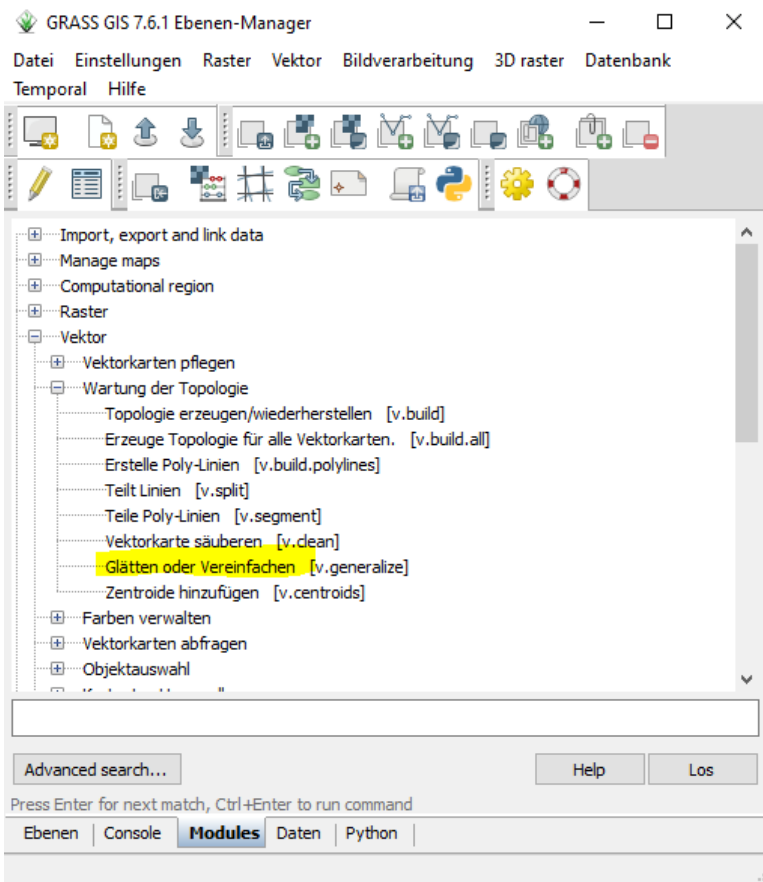 GRASS GIS 7.6.1 Ebenen-Manager
Datei Einstellungen Raster Vektor Bildverarbeitung 3D raster Datenbank
Temporal Hilfe
Import, export and link data
Manage maps
Computational region
Raster
Vektor
Vektorkarten pflegen
Wartung der Topologie
Topologie erzeugen/wiederherstellen [v.build]
Erzeuge Topologie für alle Vektorkarten. [v.build.all]
Erstelle Poly-Linien [v.build.polylines]
Teilt Linien [v.split]
Teile Poly-Linien [v.segment]
Vektorkarte säuberen [v.clean]
Glätten oder Vereinfachen [v.generalize]
Zentroide hinzufügen [v.centroids]
Farben verwalten
Vektorkarten abfragen
Objektauswahl
Advanced search... Help Los
Press Enter for next match, Ctrl+Enter to run command
Ebenen Console Modules Daten Python